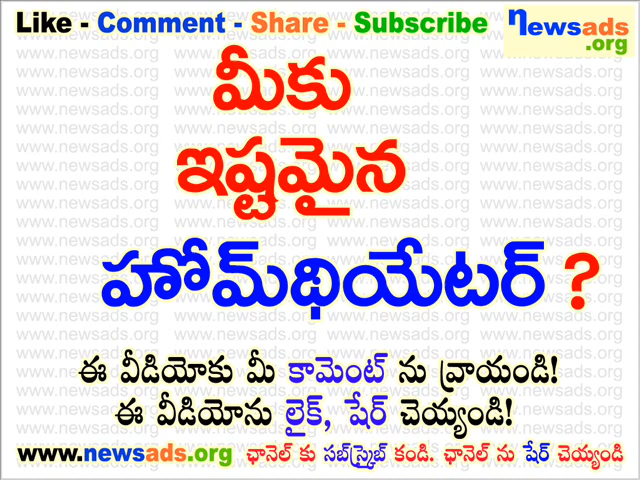 Like - Comment - Share - Subscribe
newsads
.org
మీకు
ఇష్టమైన
హోమ్‌థియేటర్ ?
ఈ వీడియోకు మీ కామెంట్ ను వ్రాయండి!
ఈ వీడియోను లైక్, షేర్ చెయ్యండి!
www.newsads.org ఛానెల్ కు సబ్‌స్క్రైబ్ కండి. ఛానెల్ ను షేర్ చెయ్యండి